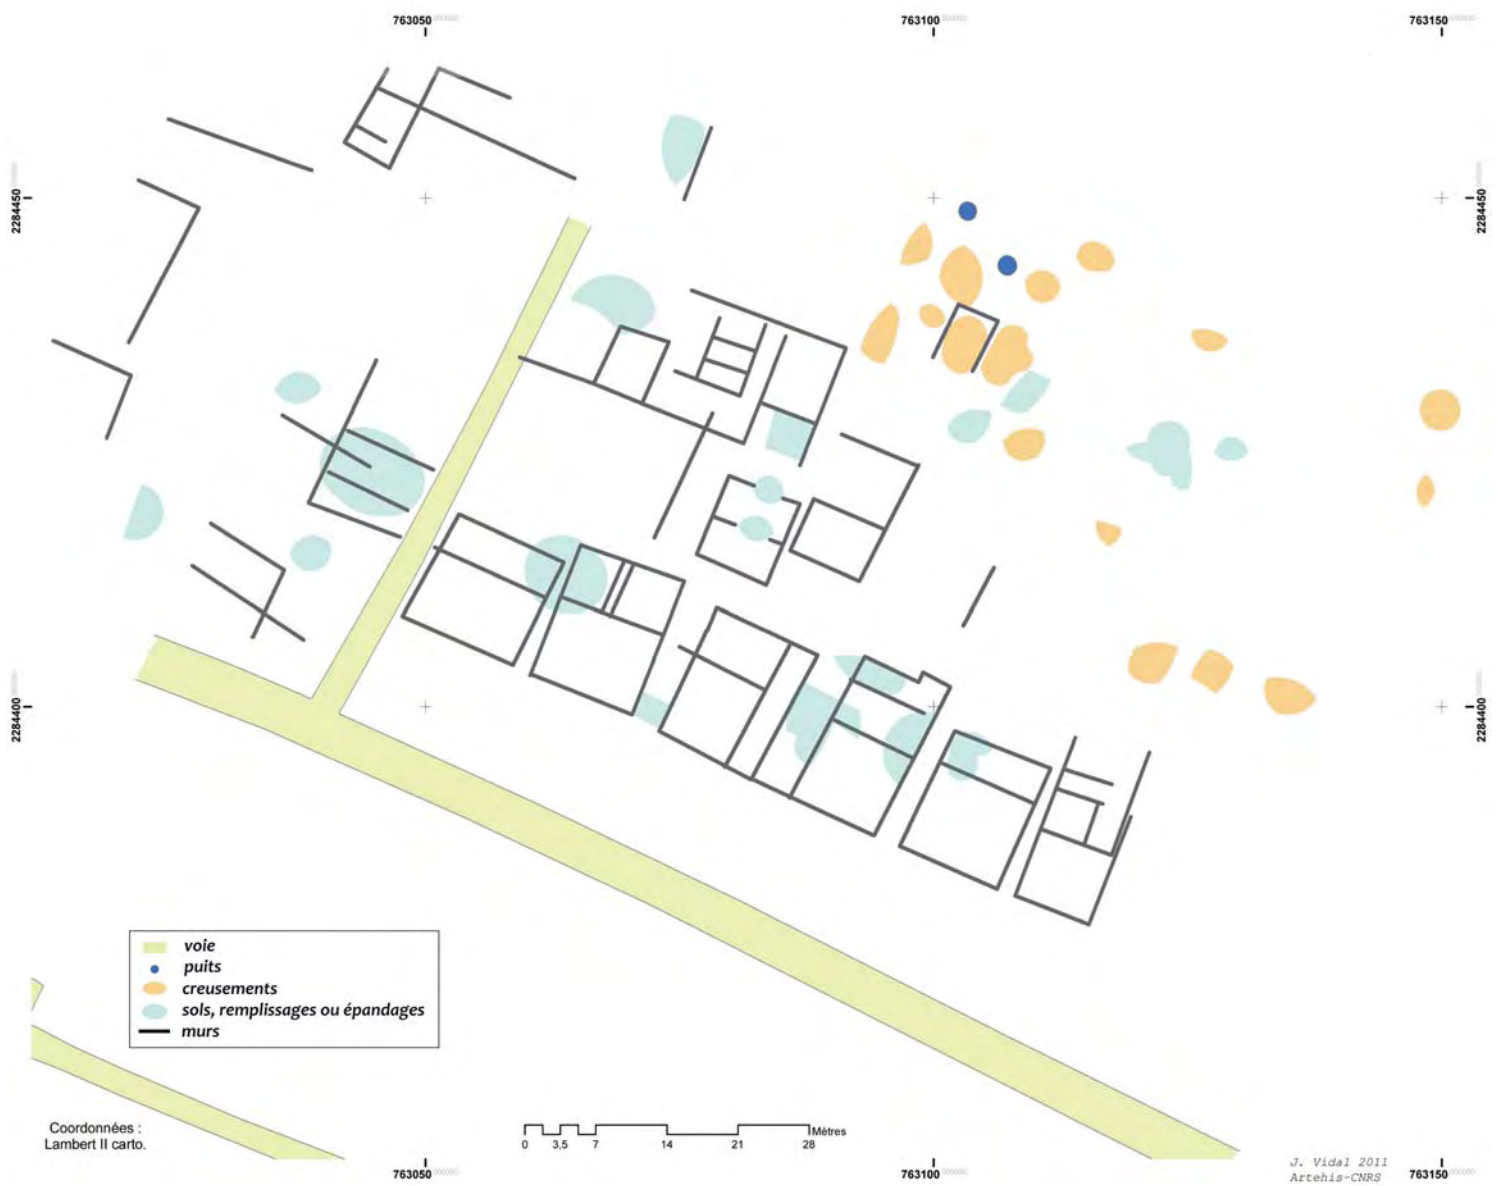 763050 763100 763150
2284450 2284450
2284400 2284400
voie
puits
creusements
sols, remplissages ou épandages
murs
Coordonnées :
Lambert II carto.
Mètres
0 3,5 7 14 21 28
J. Vidal 2011
Artehis-CNRS
763050 763100 763150